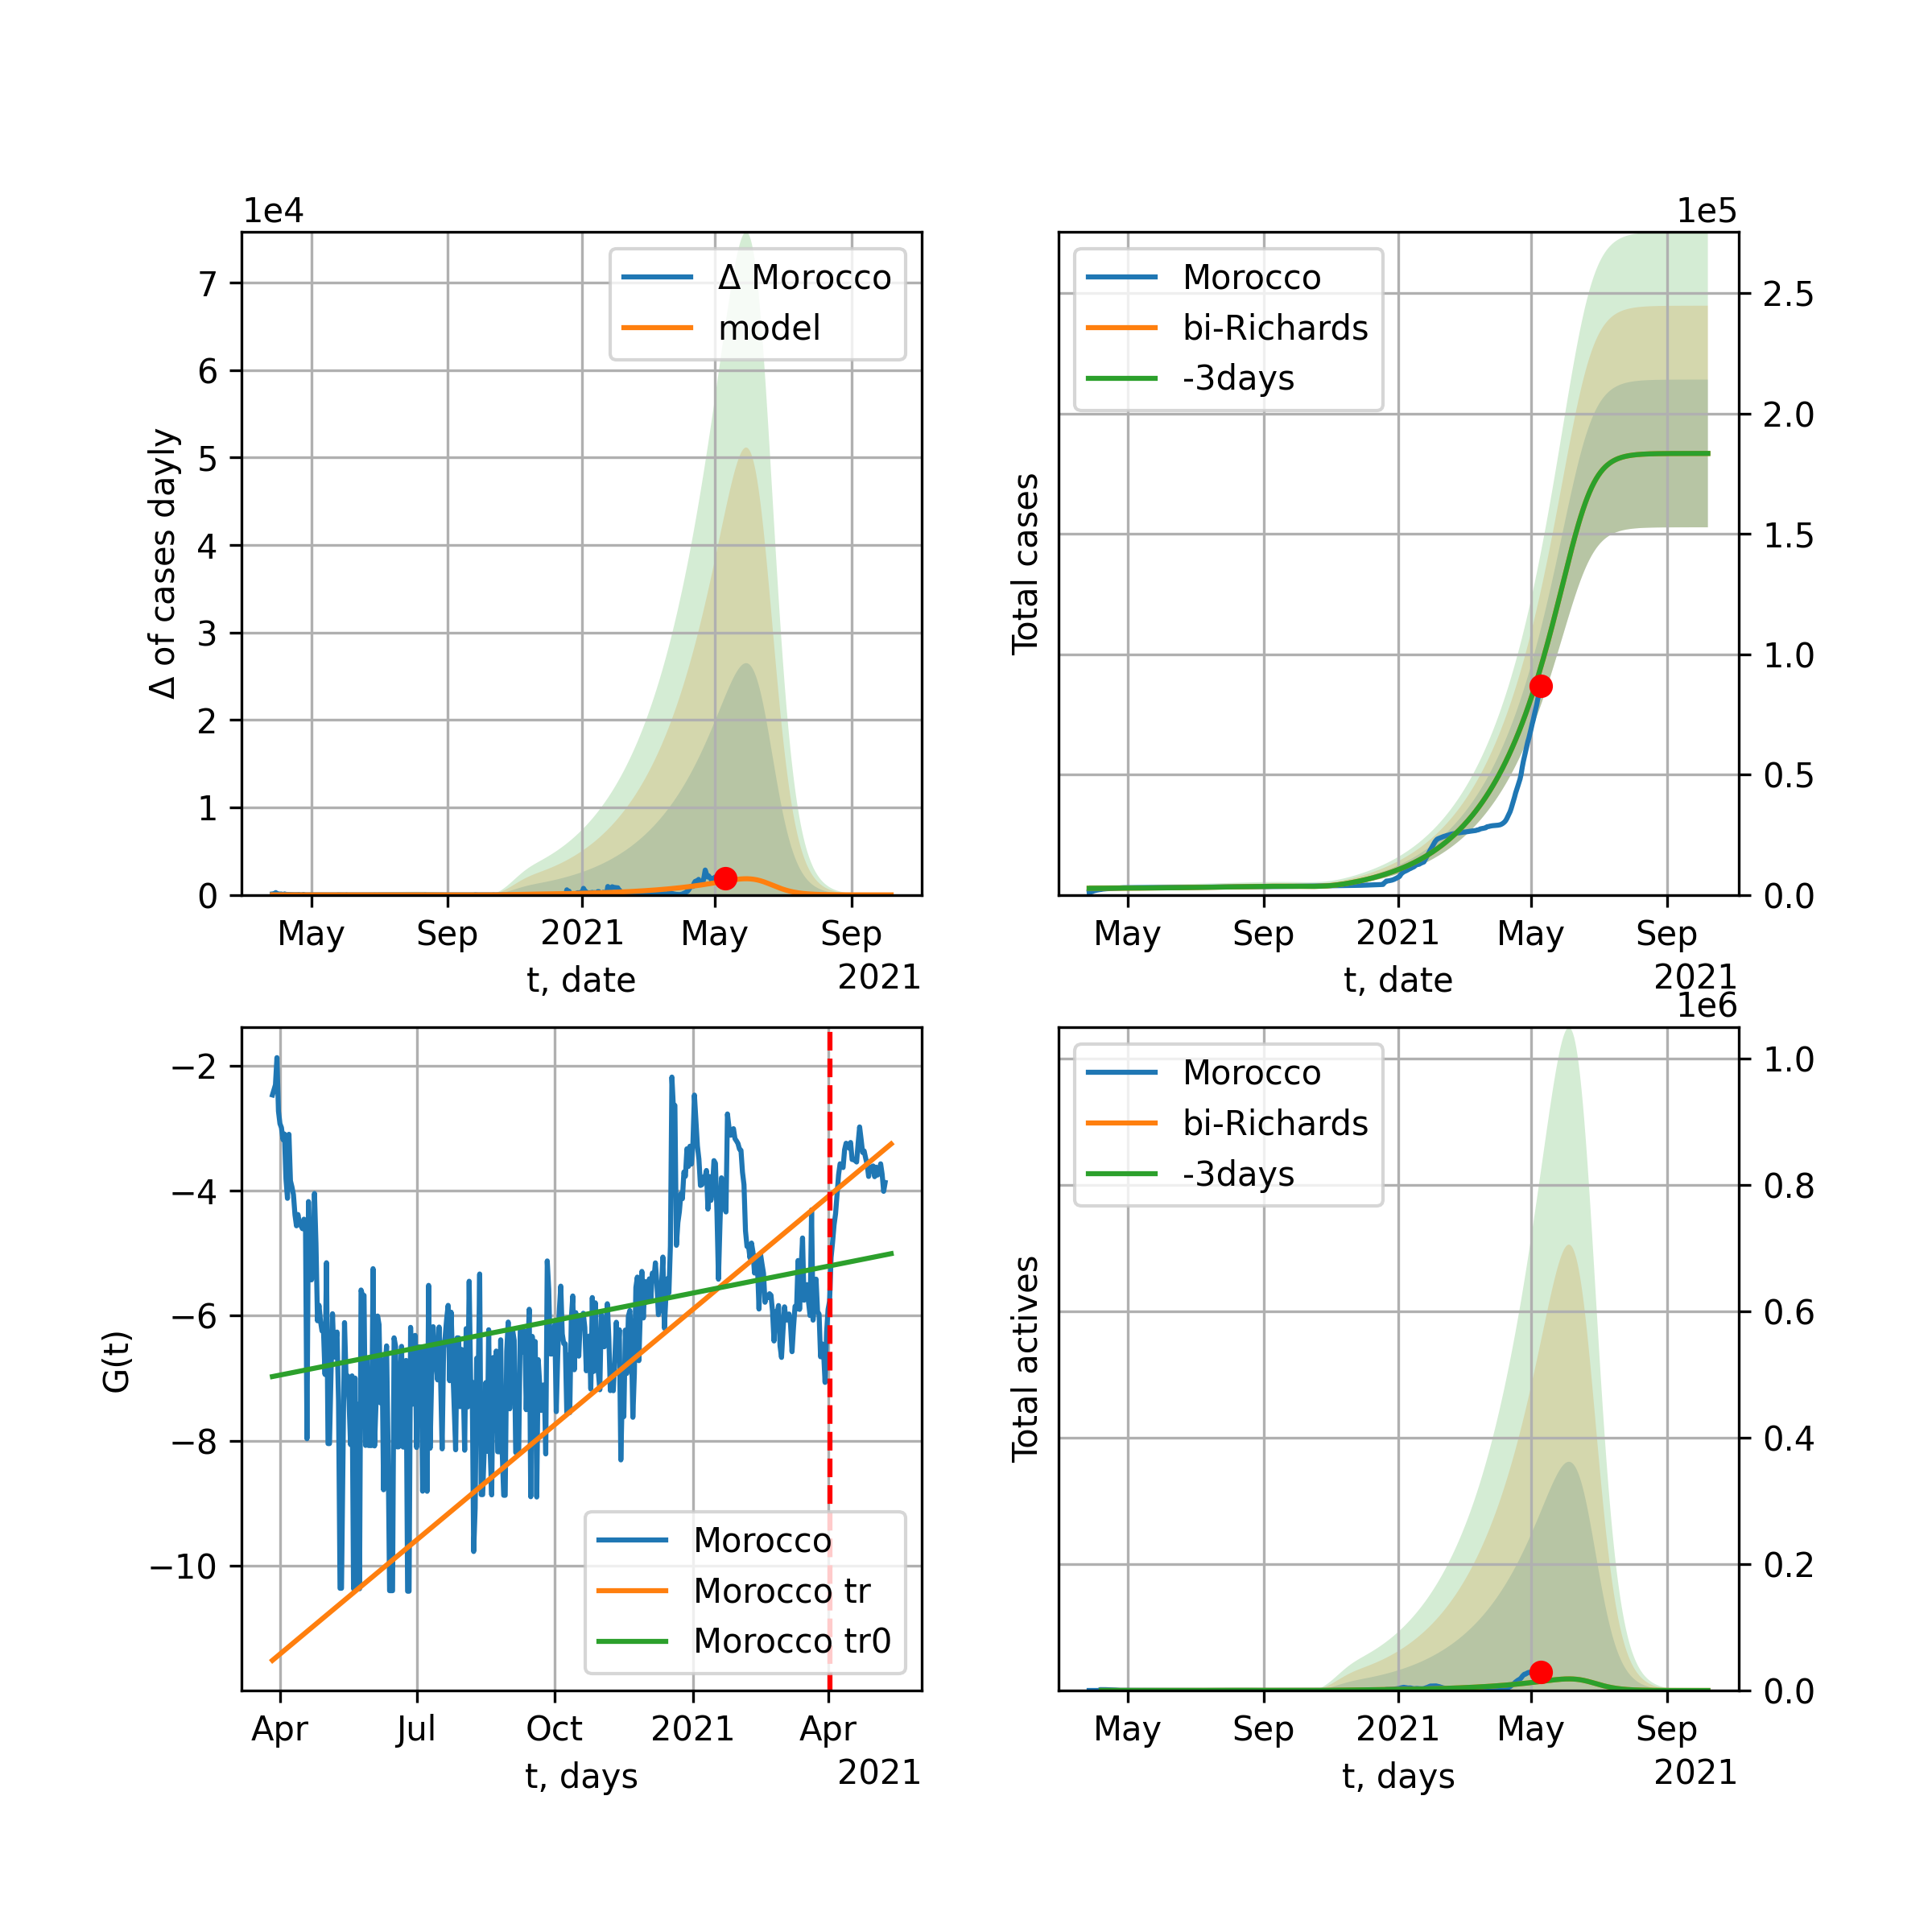 1e4
Δ of cases dayly
7
6
5
4
3
2
1
0
Δ Morocco
model
May Sep 2021 May Sep
t, date
2021
1e5
Total cases
Morocco
bi-Richards
-3days
2.5
2.0
1.5
1.0
0.5
0.0
May Sep 2021 May Sep
t, date
2021
G(t)
−2
−4
−6
−8
−10
Morocco
Morocco tr
Morocco tr0
Apr Jul Oct 2021 Apr
t, days
2021
1e6
Total actives
Morocco
bi-Richards
-3days
1.0
0.8
0.6
0.4
0.2
0.0
May Sep 2021 May Sep
t, days
2021